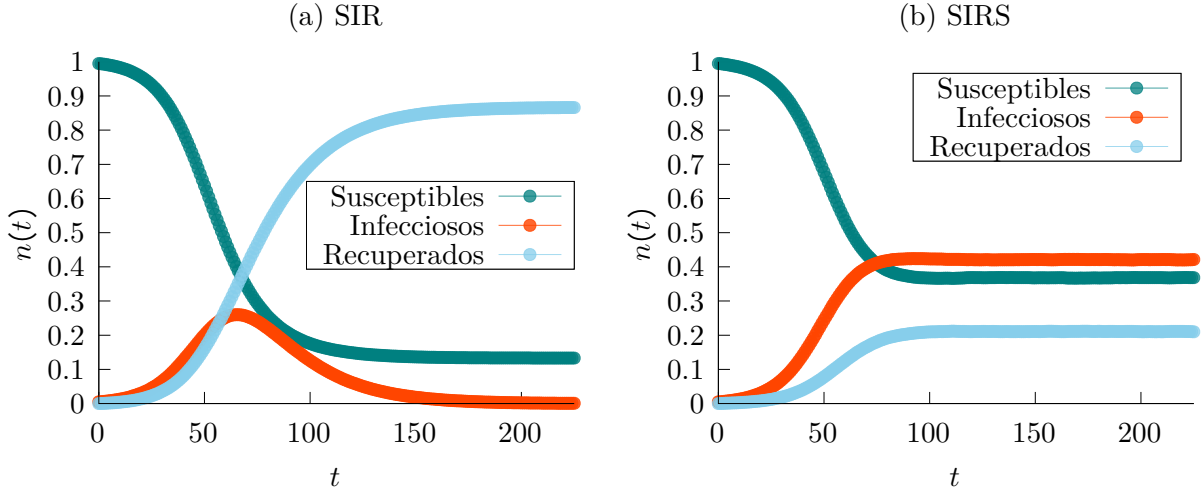 (a) SIR
1
0.9
0.8
0.7
0.6
0.5
0.4
0.3
0.2
0.1
0
n(t)
Susceptibles
Infecciosos
Recuperados
0 50 100 150 200
t
(b) SIRS
1
0.9
0.8
0.7
0.6
0.5
0.4
0.3
0.2
0.1
0
n(t)
Susceptibles
Infecciosos
Recuperados
0 50 100 150 200
t